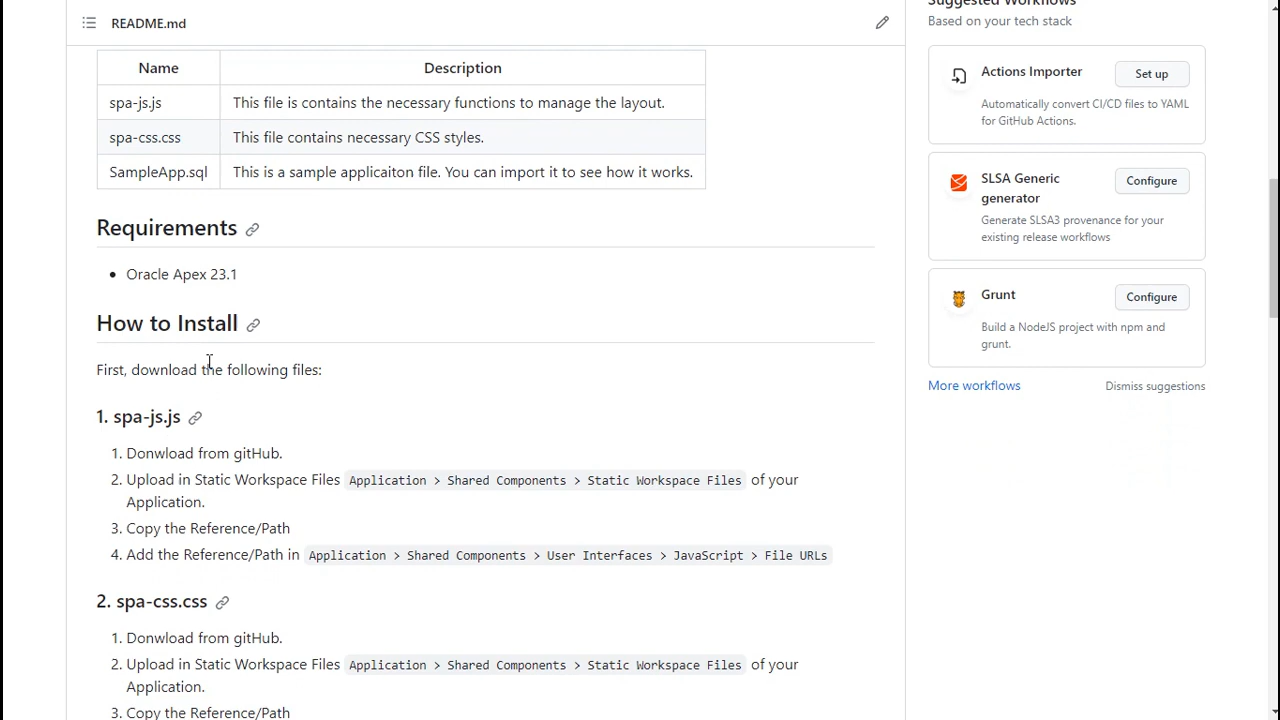 README.md
Name Description
spa-js.js This file is contains the necessary functions to manage the layout.
spa-css.css This file contains necessary CSS styles.
SampleApp.sql This is a sample applicaiton file. You can import it to see how it works.
Requirements
• Oracle Apex 23.1
How to Install
First, download the following files:
1. spa-js.js
1. Donwload from gitHub.
2. Upload in Static Workspace Files Application > Shared Components > Static Workspace Files of your
Application.
3. Copy the Reference/Path
4. Add the Reference/Path in Application > Shared Components > User Interfaces > JavaScript > File URLs
2. spa-css.css
1. Donwload from gitHub.
2. Upload in Static Workspace Files Application > Shared Components > Static Workspace Files of your
Application.
3. Copy the Reference/Path
Suggested Workflows
Based on your tech stack
Actions Importer
Set up
Automatically convert CI/CD files to YAML
for GitHub Actions.
SLSA Generic
generator
Configure
Generate SLSA3 provenance for your
existing release workflows
Grunt
Configure
Build a NodeJS project with npm and
grunt.
More workflows
Dismiss suggestions